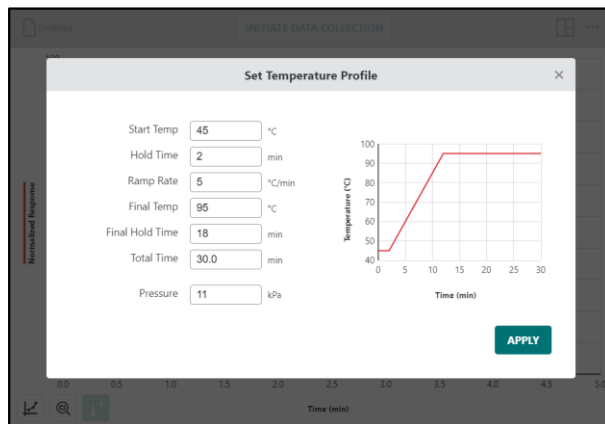 Untitled
INITIATE DATA COLLECTION
100
Set Temperature Profile
Start Temp 45 °C
Hold Time 2 min
Ramp Rate 5 °C/min
Final Temp 95 °C
Final Hold Time 18 min
Total Time 30.0 min
Pressure 11 kPa
Temperature (°C)
100
90
80
70
60
50
40
0 5 10 15 20 25 30
Time (min)
APPLY
Normalized Response
0.0 0.5 1.0 1.5 2.0 2.5 3.0 3.5 4.0 4.5 5.0
Time (min)